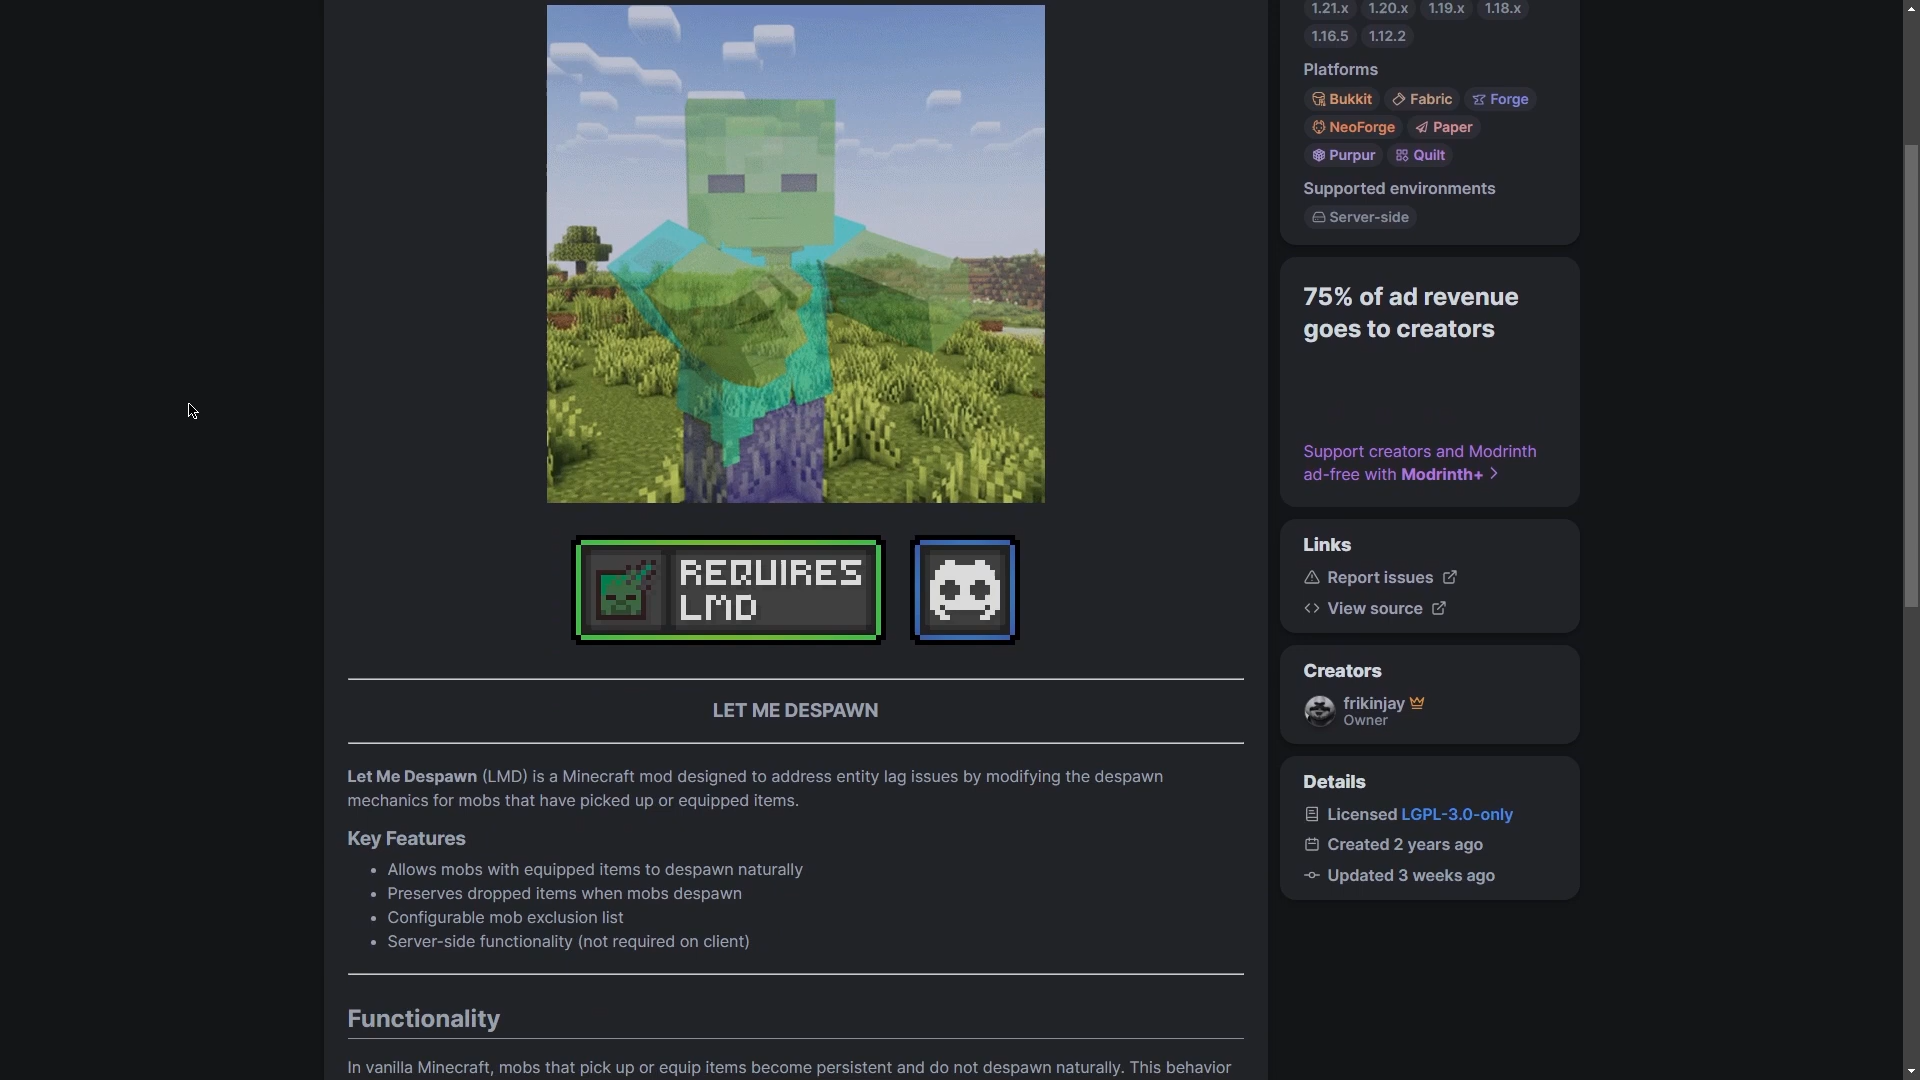 1.21.x 1.20.x 1.19.x 1.18.x
1.16.5 1.12.2
Platforms
Bukkit Fabric Forge
NeoForge Paper
Purpur Quilt
Supported environments
Server-side
75% of ad revenue
goes to creators
Support creators and Modrinth
ad-free with Modrinth+
Links
Report issues
View source
Creators
frikinjay
Owner
Details
Licensed LGPL-3.0-only
Created 2 years ago
Updated 3 weeks ago
REQUIRES
LMD
LET ME DESPAWN
Let Me Despawn (LMD) is a Minecraft mod designed to address entity lag issues by modifying the despawn
mechanics for mobs that have picked up or equipped items.
Key Features
• Allows mobs with equipped items to despawn naturally
• Preserves dropped items when mobs despawn
• Configurable mob exclusion list
• Server-side functionality (not required on client)
Functionality
In vanilla Minecraft, mobs that pick up or equip items become persistent and do not despawn naturally. This behavior